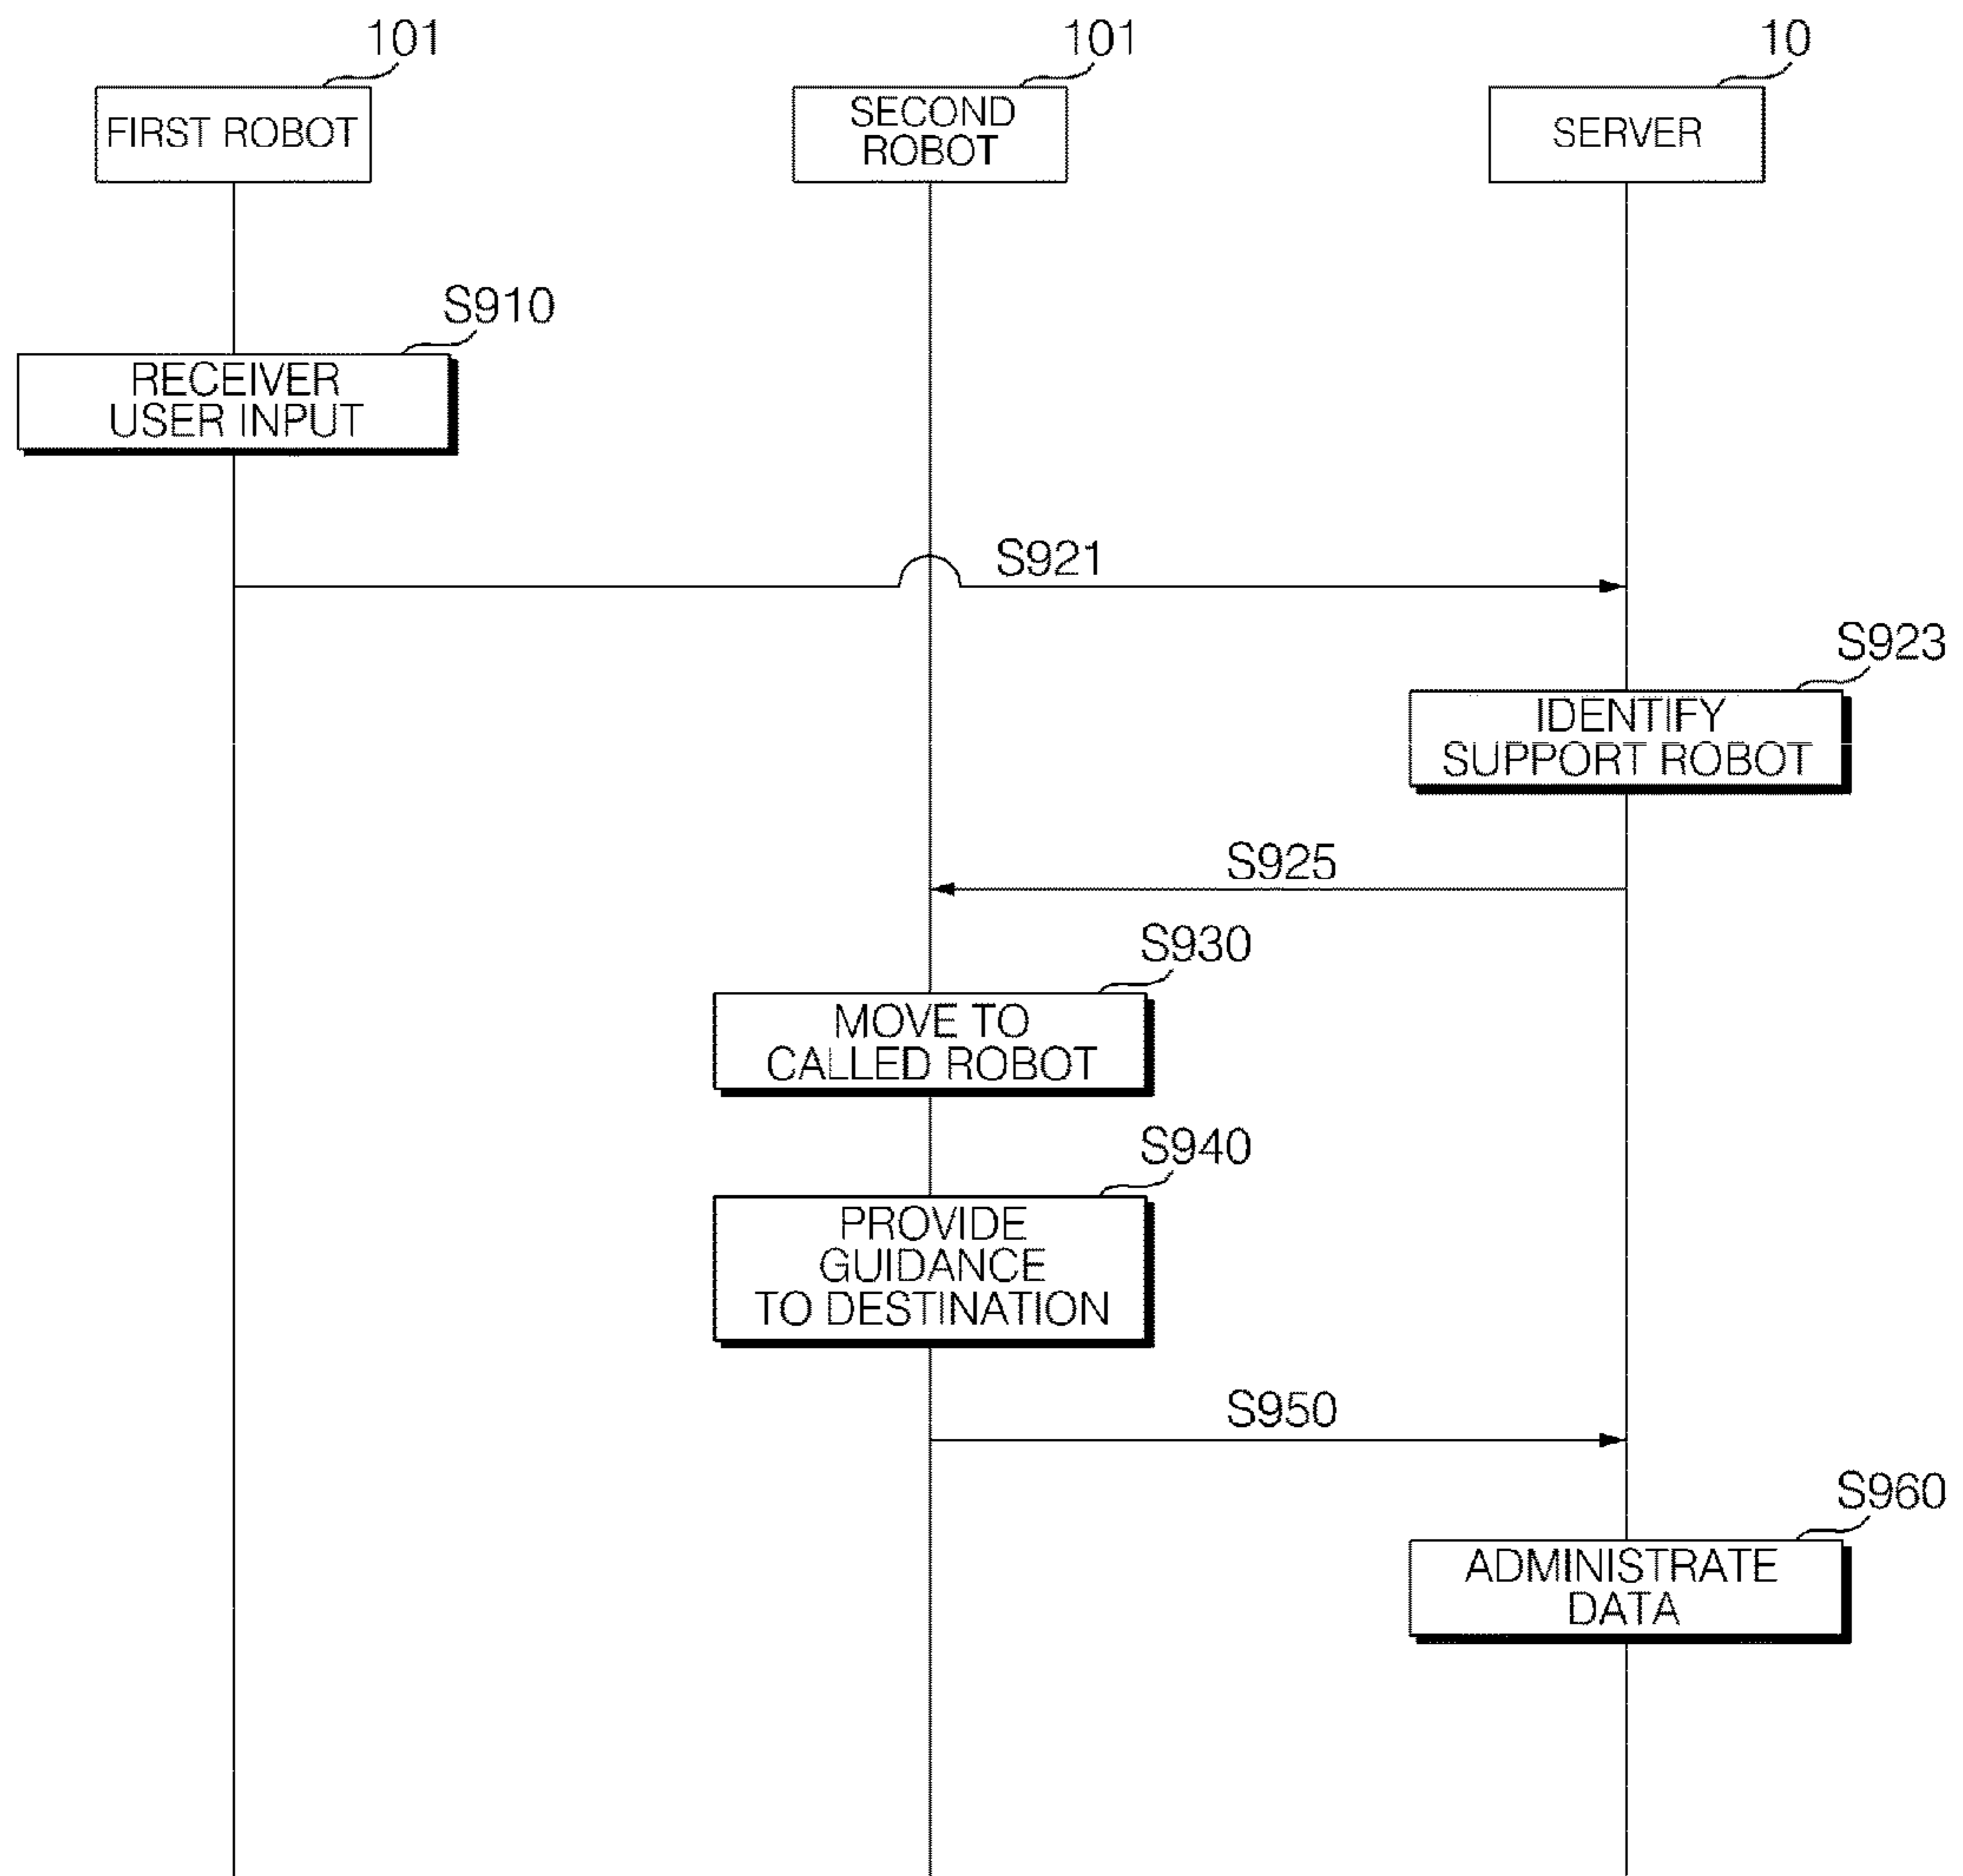 101
101
10
FIRST ROBOT
SECOND
ROBOT
SERVER
S910
RECEIVER
USER INPUT
S921
S923
IDENTIFY
SUPPORT ROBOT
S925
S930
MOVE TO
CALLED ROBOT
S940
PROVIDE
GUIDANCE
TO DESTINATION
S950
S960
ADMINISTRATE
DATA